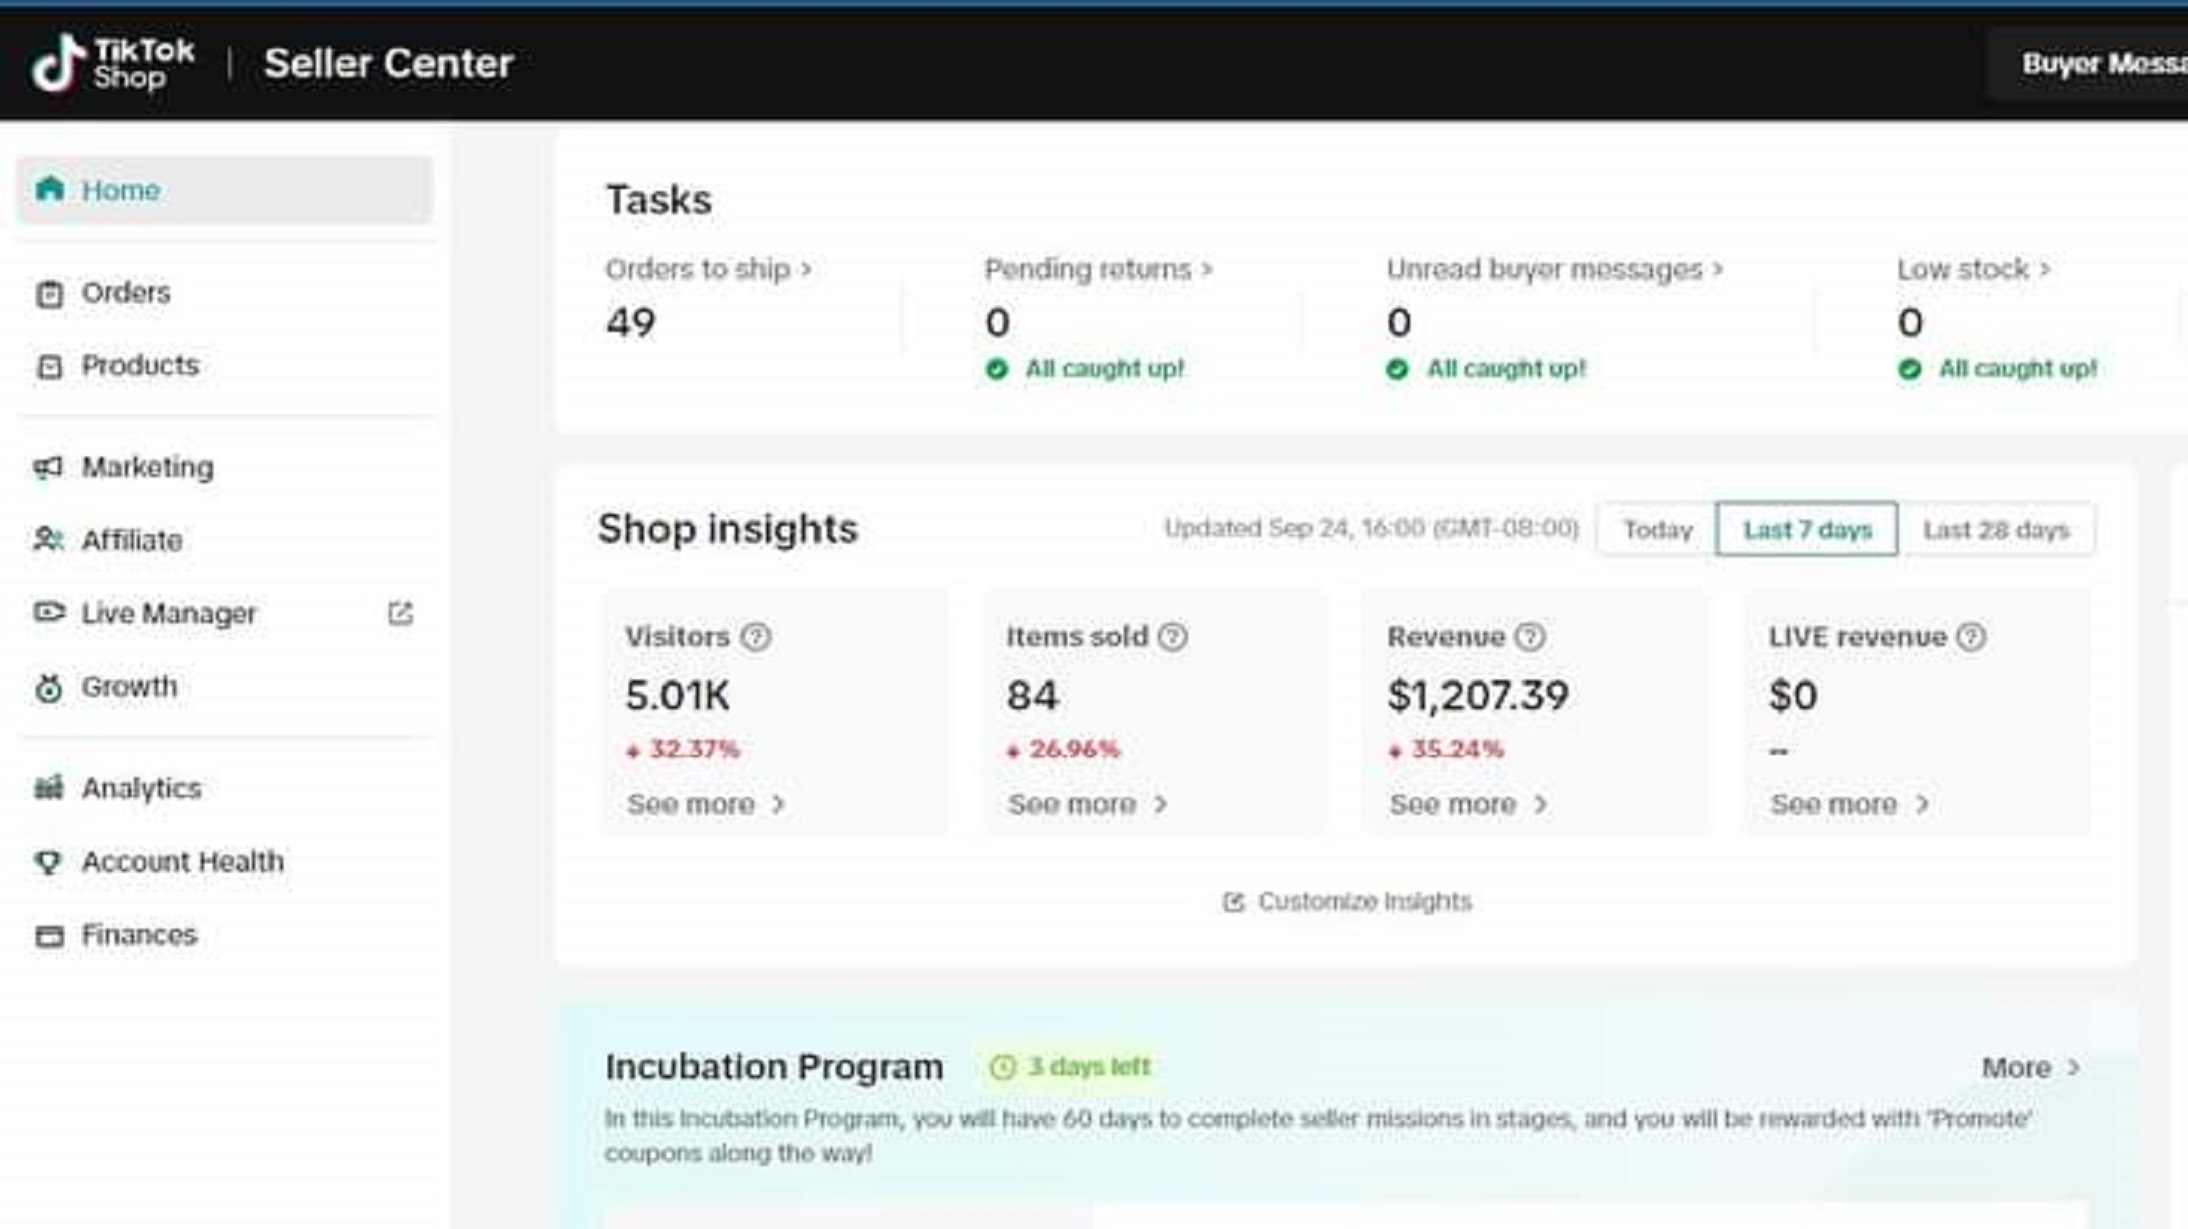 TikTok
Shop
Seller Center
Buyer Messa
Home
Orders
Products
Marketing
Affiliate
Live Manager
Growth
Analytics
Account Health
Finances
Tasks
Orders to ship >
49
Pending returns >
0
All caught up!
Unread buyer messages >
0
All caught up!
Low stock >
0
All caught up!
Shop insights
Updated Sep 24, 16:00 (GMT-08:00)
Today
Last 7 days
Last 28 days
Visitors
5.01K
32.37%
See more >
Items sold
84
26.96%
See more >
Revenue
$1,207.39
35.24%
See more >
LIVE revenue
$0
--
See more >
Customize Insights
Incubation Program
3 days left
More >
In this Incubation Program, you will have 60 days to complete seller missions in stages, and you will be rewarded with 'Promote'
coupons along the way!